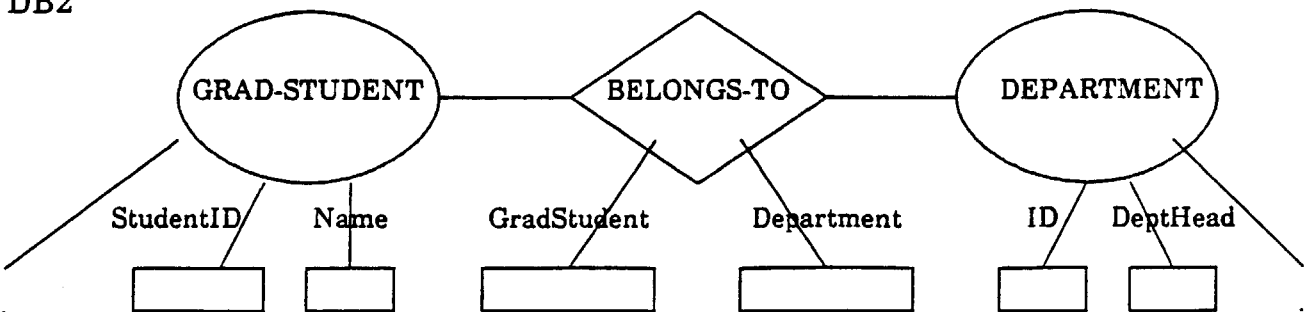 DB2
GRAD-STUDENT BELONGS-TO DEPARTMENT
StudentID Name GradStudent Department ID DeptHead